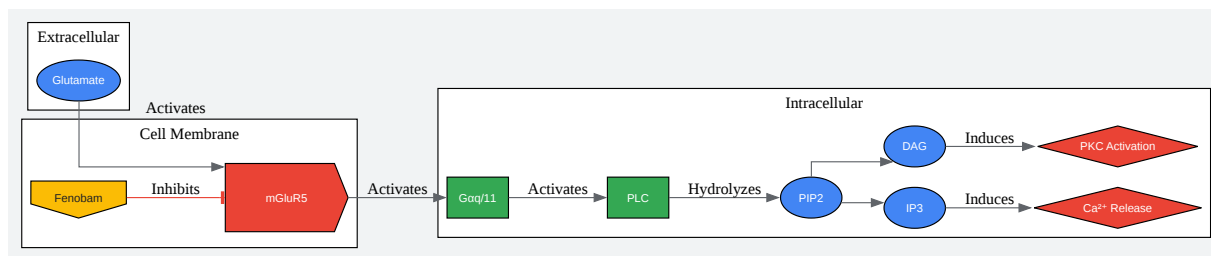 Extracellular
Glutamate
Activates
Cell Membrane
Fenobam
Inhibits
mGluR5
Activates
Intracellular
Gαq/11
Activates
PLC
Hydrolyzes
PIP2
DAG
Induces
PKC Activation
IP3
Induces
Ca²⁺ Release